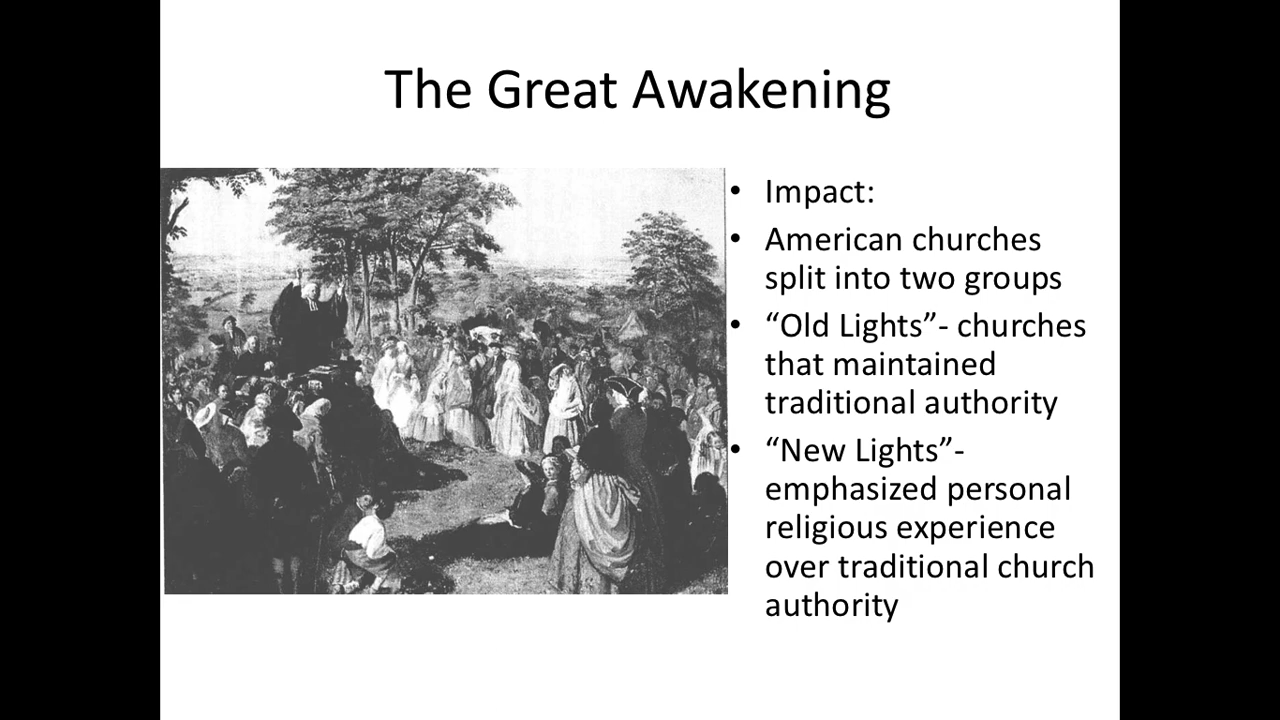 The Great Awakening
• Impact:
• American churches
split into two groups
• “Old Lights”- churches
that maintained
traditional authority
• “New Lights”-
emphasized personal
religious experience
over traditional church
authority